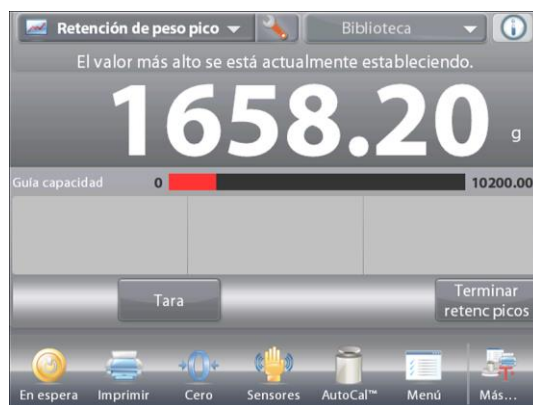 Retención de peso pico
Biblioteca
El valor más alto se está actualmente estableciendo.
1658.20 g
Guía capacidad 0 10200.00
Tara
Terminar
retenc picos
En espera Imprimir Cero Sensores AutoCal™ Menú Más...